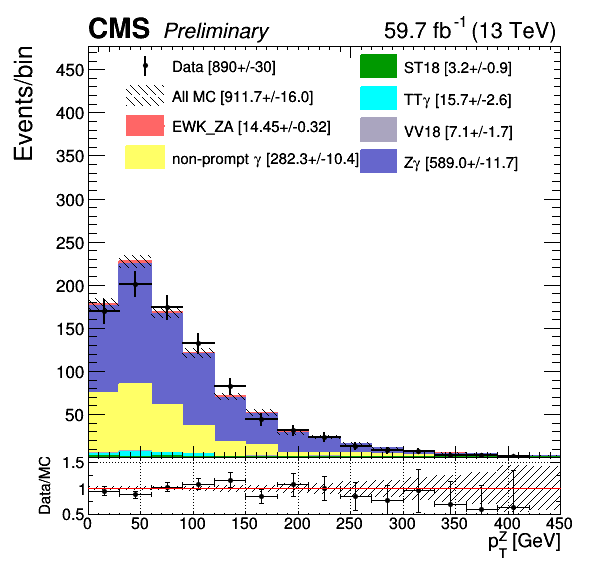 CMS Preliminary 59.7 fb⁻¹ (13 TeV)
Events/bin
450
400
350
300
250
200
150
100
50
Data [890+/-30]
All MC [911.7+/-16.0]
EWK_ZA [14.45+/-0.32]
non-prompt γ [282.3+/-10.4]
ST18 [3.2+/-0.9]
TTγ [15.7+/-2.6]
VV18 [7.1+/-1.7]
Zγ [589.0+/-11.7]
Data/MC
1.5
1
0.5
0 50 100 150 200 250 300 350 400 450
p_T^Z [GeV]